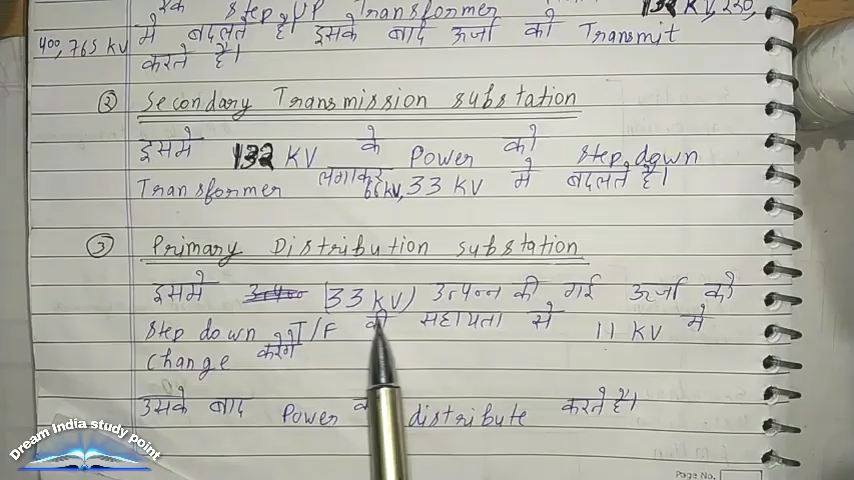 एक Step UP Transformer 132 KV, 220,
400, 765 KV में बदलते है। इसके बाद ऊर्जा को Transmit
करते है।
② Secondary Transmission substation
इसमे 132 KV के Power को Step down
Transformer लगाकर 66 KV, 33 KV मे बदलते है।
③ Primary Distribution substation
इसमे (33 KV) उत्पन्न की गई ऊर्जा को
Step down T/F की सहायता से 11 KV मे
change करेगे
उसके बाद Power को distribute करते है।
Page No.
Dream India study point